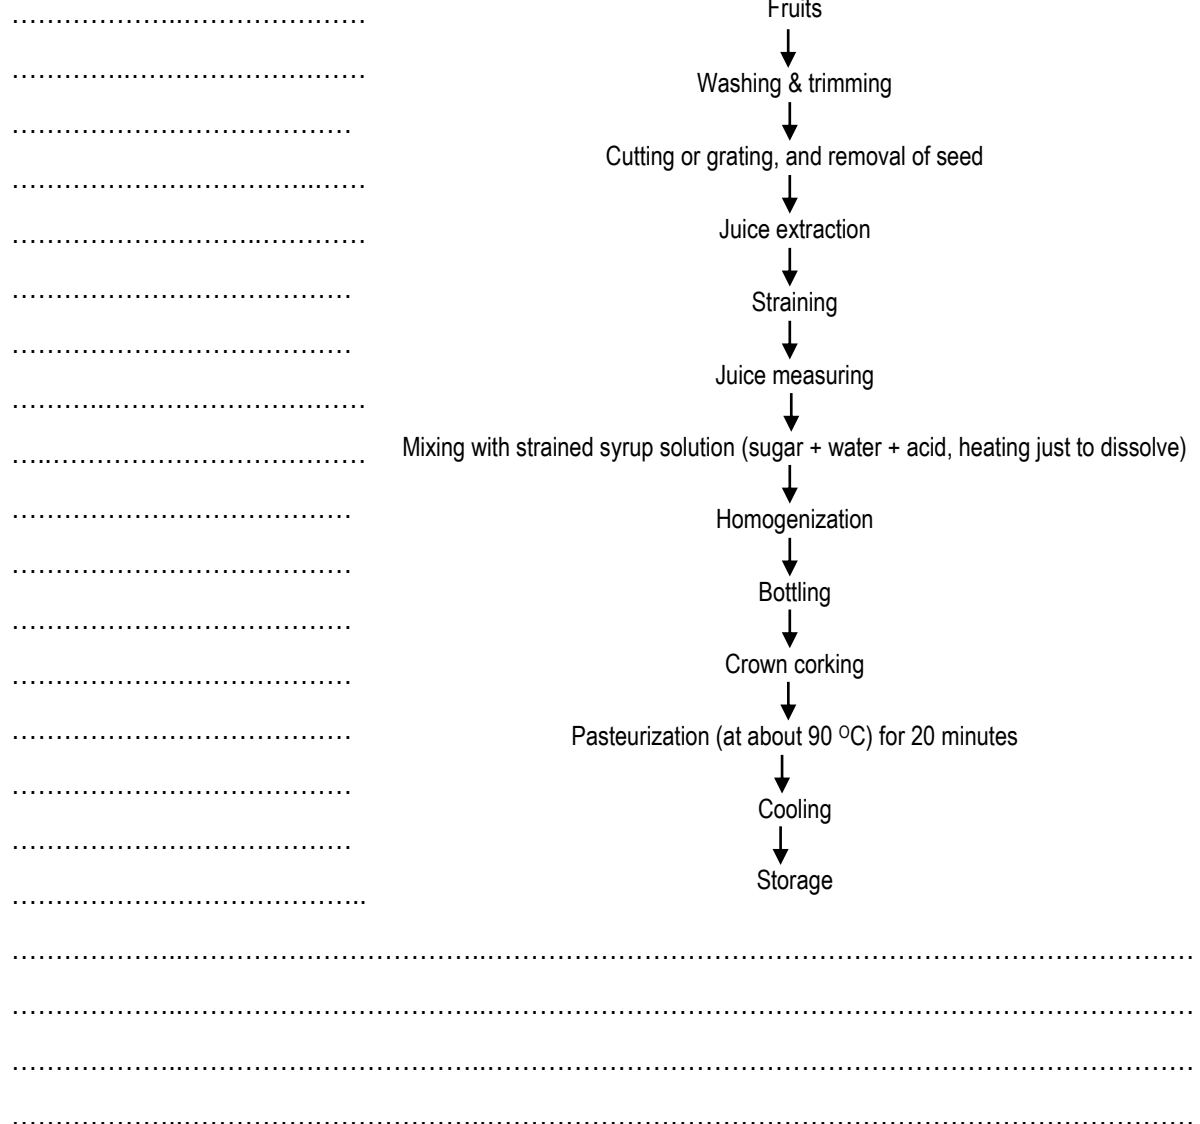 Fruits
Washing & trimming
Cutting or grating, and removal of seed
Juice extraction
Straining
Juice measuring
Mixing with strained syrup solution (sugar + water + acid, heating just to dissolve)
Homogenization
Bottling
Crown corking
Pasteurization (at about 90 ᴼC) for 20 minutes
Cooling
Storage